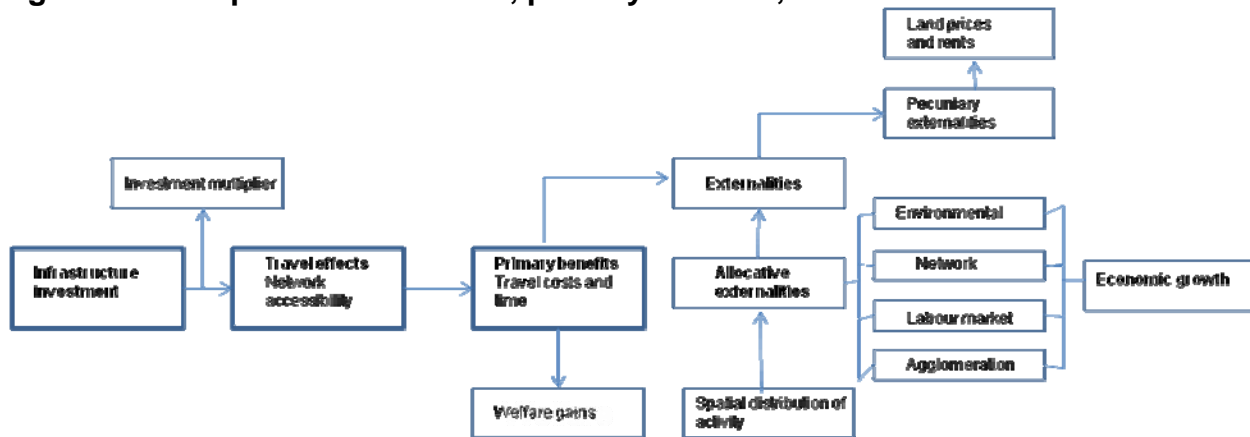 Land prices
and rents
Pecuniary
externalities
Investment multiplier
Externalities
Environmental
Infrastructure
investment
Travel effects
Network
accessibility
Primary benefits
Travel costs and
time
Allocative
externalities
Network
Economic growth
Labour market
Agglomeration
Welfare gains
Spatial distribution of
activity